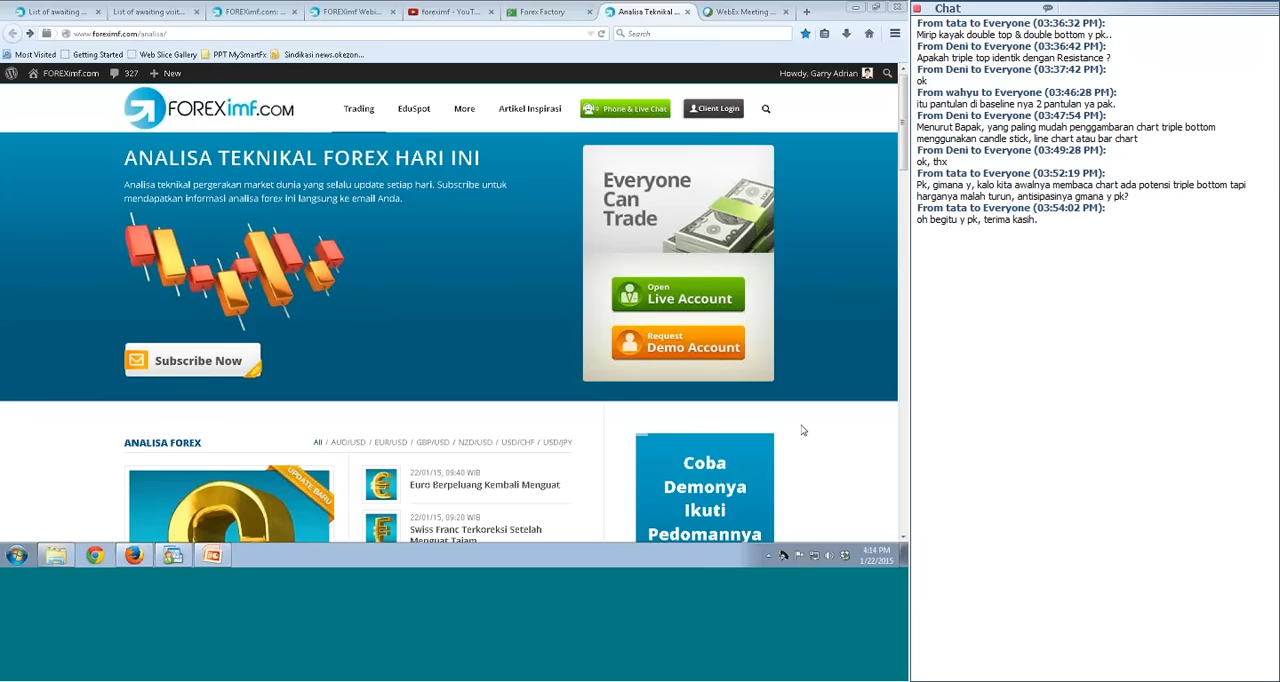 List of awaiting ...
List of awaiting visit...
FOREXimf.com: ...
FOREXimf Webi...
foreximf - YouT...
Forex Factory
Analisa Teknikal ...
WebEx Meeting ...
www.foreximf.com/analisa/
Search
Most Visited
Getting Started
Web Slice Gallery
PPT MySmartFx
Sindikasi news.okezon...
FOREXimf.com
327
New
Howdy, Garry Adrian
FOREXIMF.COM
Trading
EduSpot
More
Artikel Inspirasi
Phone & Live Chat
Client Login
ANALISA TEKNIKAL FOREX HARI INI
Analisa teknikal pergerakan market dunia yang selalu update setiap hari. Subscribe untuk
mendapatkan informasi analisa forex ini langsung ke email Anda.
Subscribe Now
Everyone
Can
Trade
Open
Live Account
Request
Demo Account
ANALISA FOREX
All / AUD/USD / EUR/USD / GBP/USD / NZD/USD / USD/CHF / USD/JPY
UPDATE BARU
22/01/15, 09:40 WIB
Euro Berpeluang Kembali Menguat
22/01/15, 09:20 WIB
Swiss Franc Terkoreksi Setelah
Menguat Tajam
Coba
Demonya
Ikuti
Pedomannya
4:14 PM
1/22/2015
Chat
From tata to Everyone (03:36:32 PM):
Mirip kayak double top & double bottom y pk..
From Deni to Everyone (03:36:42 PM):
Apakah triple top identik dengan Resistance ?
From Deni to Everyone (03:37:42 PM):
ok
From wahyu to Everyone (03:46:28 PM):
itu pantulan di baseline nya 2 pantulan ya pak.
From Deni to Everyone (03:47:54 PM):
Menurut Bapak, yang paling mudah penggambaran chart triple bottom
menggunakan candle stick, line chart atau bar chart
From Deni to Everyone (03:49:28 PM):
ok, thx
From tata to Everyone (03:52:19 PM):
Pk, gimana y, kalo kita awalnya membaca chart ada potensi triple bottom tapi
harganya malah turun, antisipasinya gmana y pk?
From tata to Everyone (03:54:02 PM):
oh begitu y pk, terima kasih.